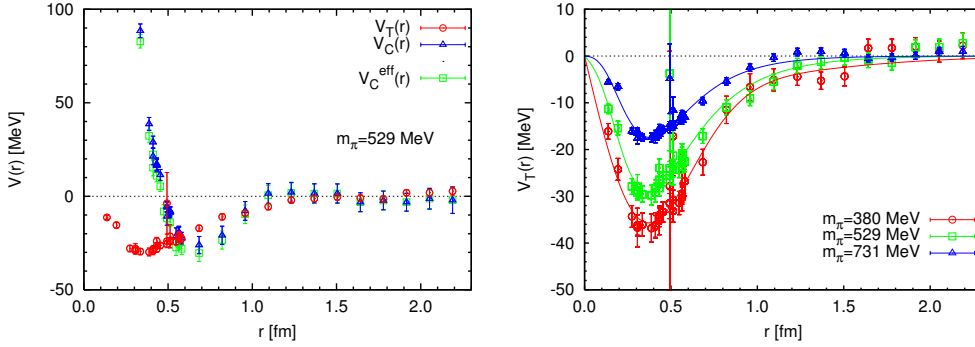 V_T(r)
V_C(r)
V_C^eff(r)
m_π=529 MeV
V(r) [MeV]
100
50
0
-50
0.0 0.5 1.0 1.5 2.0
r [fm]
V_T(r) [MeV]
10
0
-10
-20
-30
-40
-50
m_π=380 MeV
m_π=529 MeV
m_π=731 MeV
0.0 0.5 1.0 1.5 2.0
r [fm]